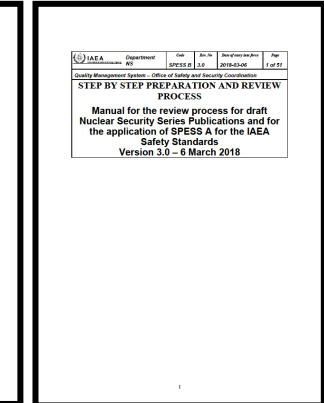 IAEA
Department
NS
Code
SPESS B
Rev. No
3.0
Date of entry into force
2018-03-06
Page
1 of 51
Quality Management System – Office of Safety and Security Coordination
STEP BY STEP PREPARATION AND REVIEW
PROCESS
Manual for the review process for draft
Nuclear Security Series Publications and for
the application of SPESS A for the IAEA
Safety Standards
Version 3.0 – 6 March 2018
1